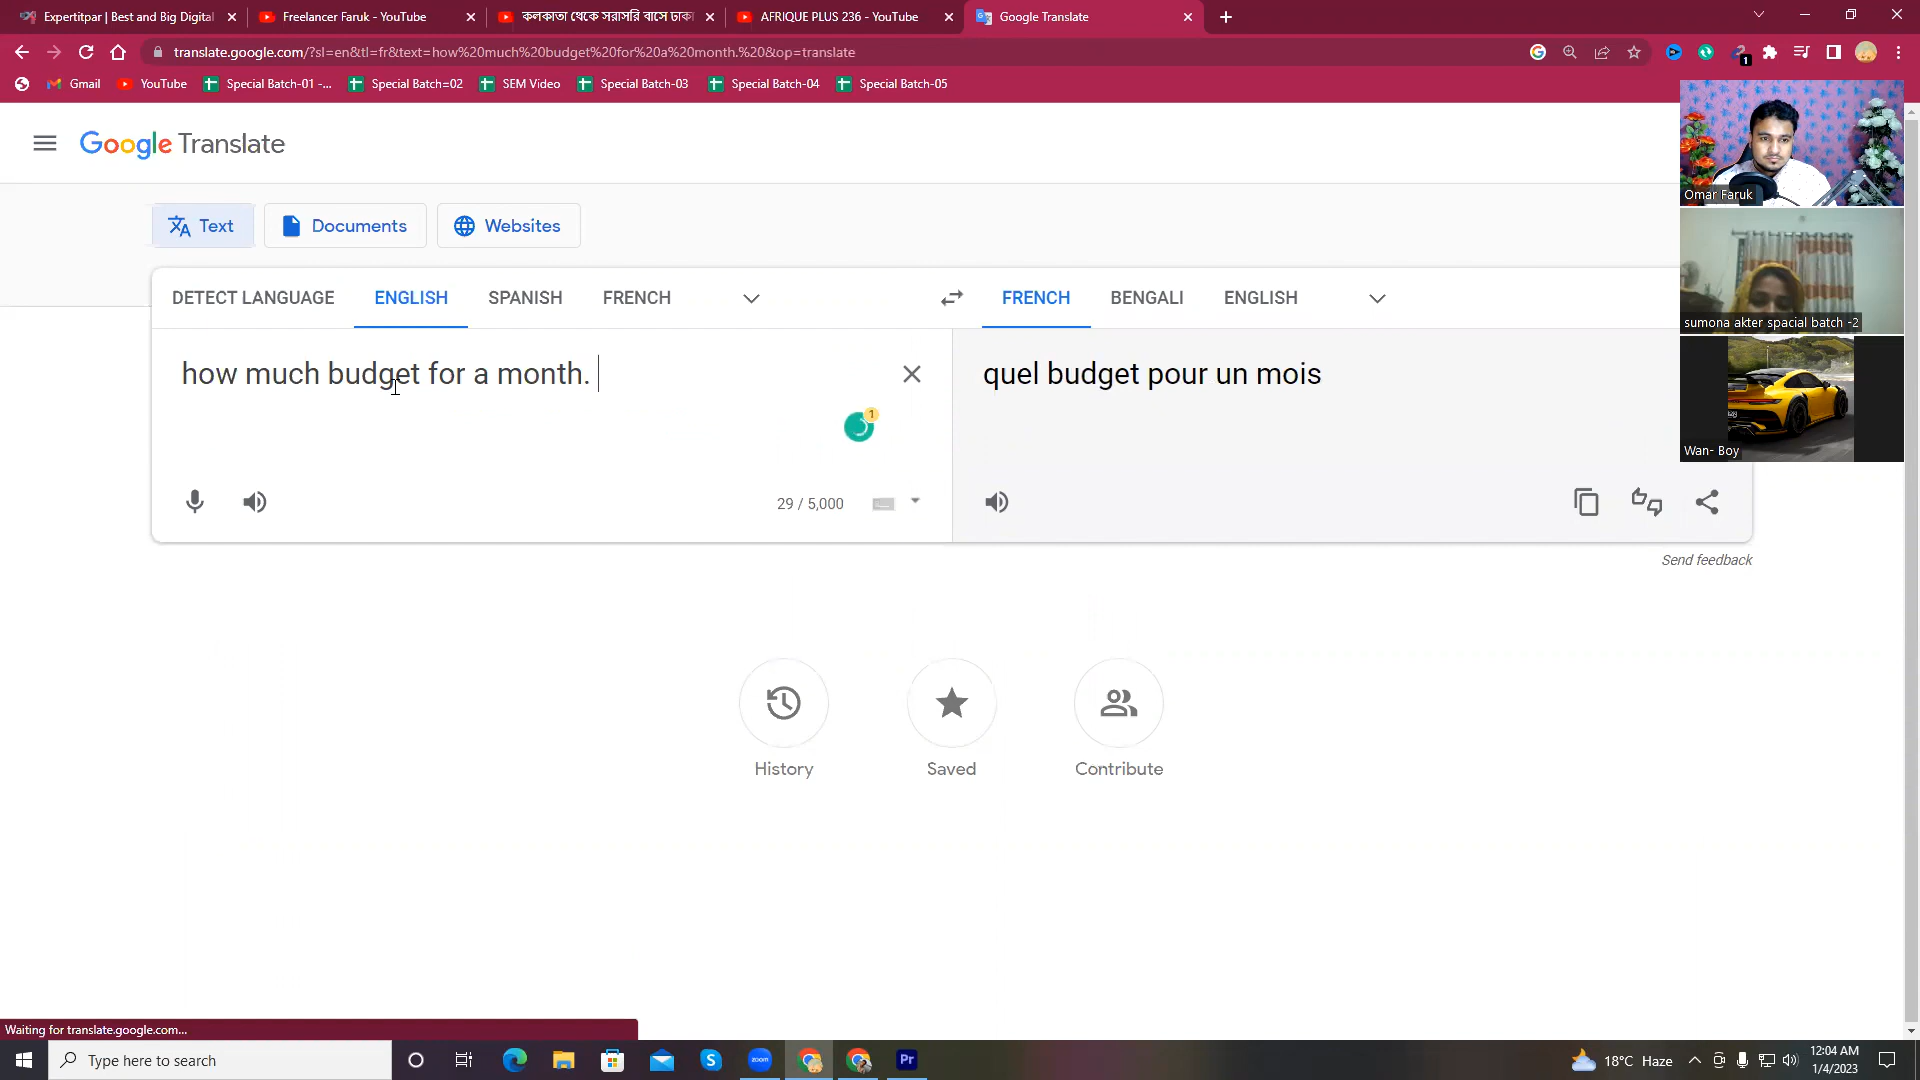 Expertitpar | Best and Big Digital
Freelancer Faruk - YouTube
কলকাতা থেকে সরাসরি বাসে ঢাকা
AFRIQUE PLUS 236 - YouTube
Google Translate
translate.google.com/?sl=en&tl=fr&text=how%20much%20budget%20for%20a%20month.%20&op=translate
1
Gmail
YouTube
Special Batch-01 -...
Special Batch=02
SEM Video
Special Batch-03
Special Batch-04
Special Batch-05
Google Translate
Omar Faruk
Text
Documents
Websites
DETECT LANGUAGE
ENGLISH
SPANISH
FRENCH
FRENCH
BENGALI
ENGLISH
sumona akter spacial batch -2
how much budget for a month.
quel budget pour un mois
1
Wan- Boy
29 / 5,000
Send feedback
History
Saved
Contribute
Waiting for translate.google.com...
Type here to search
zoom
Pr
18°C Haze
12:04 AM
1/4/2023